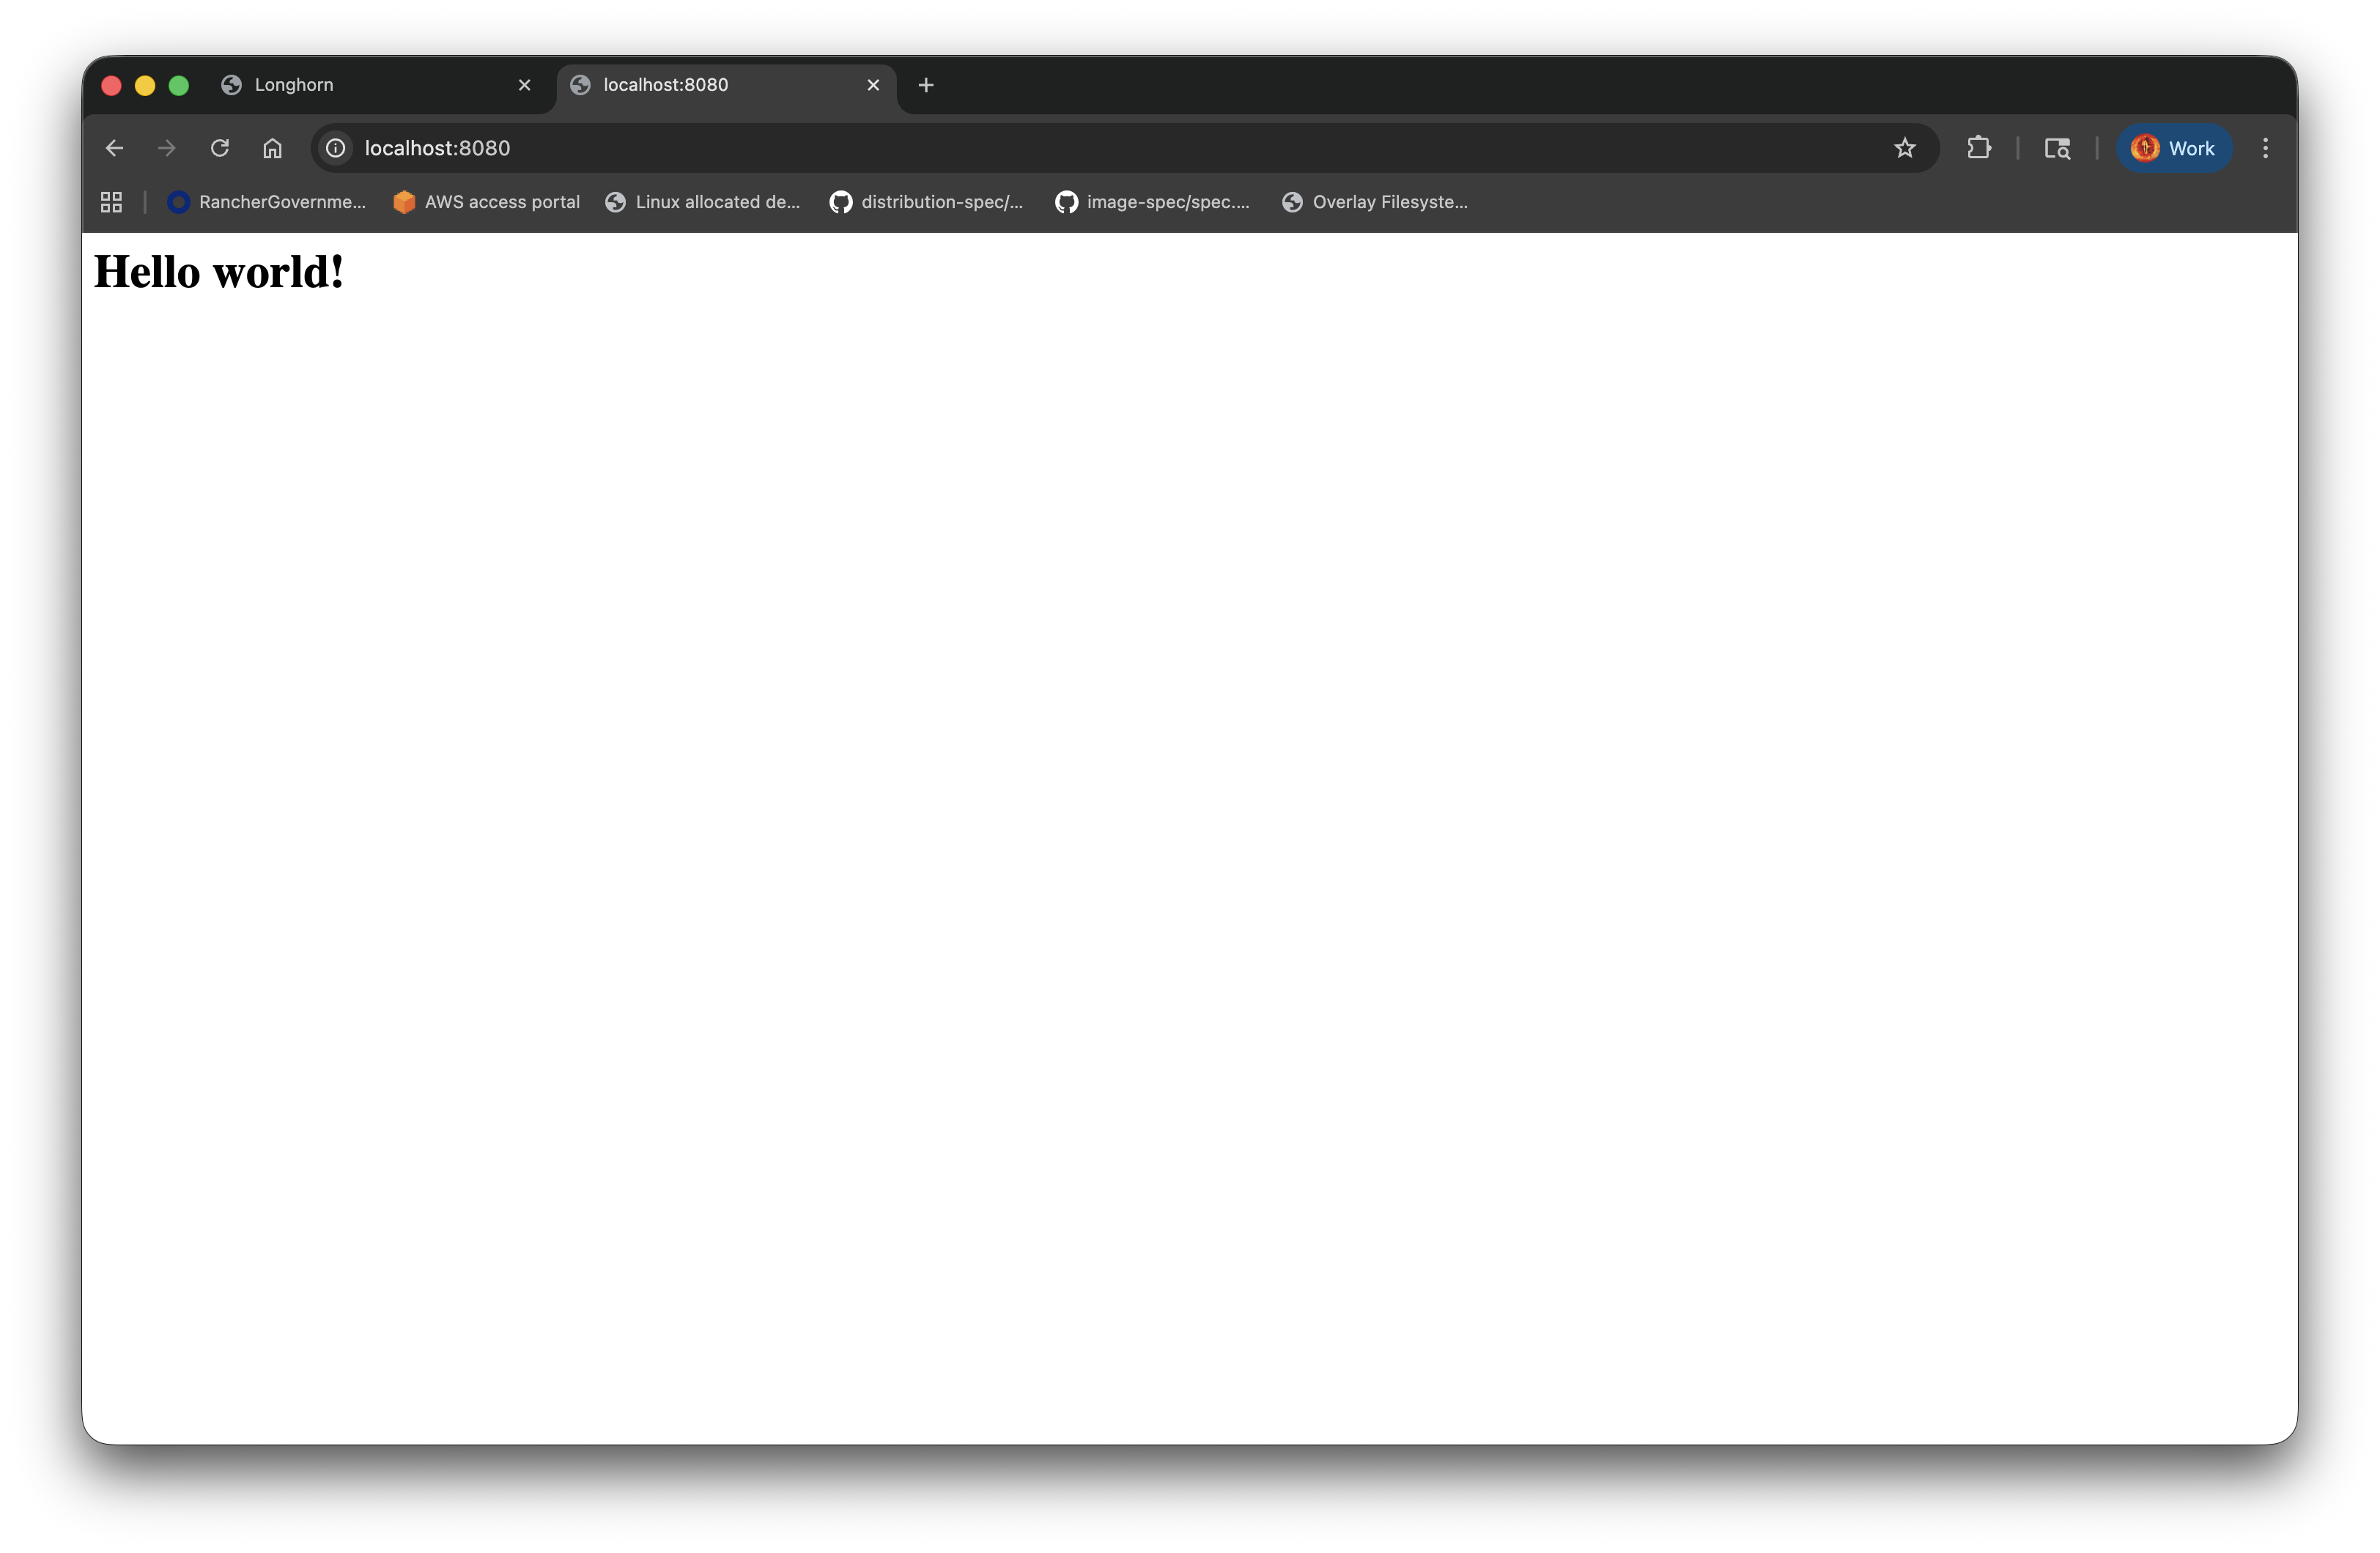 Longhorn
localhost:8080
localhost:8080
Work
RancherGovernme...
AWS access portal
Linux allocated de...
distribution-spec/...
image-spec/spec....
Overlay Filesyste...
Hello world!